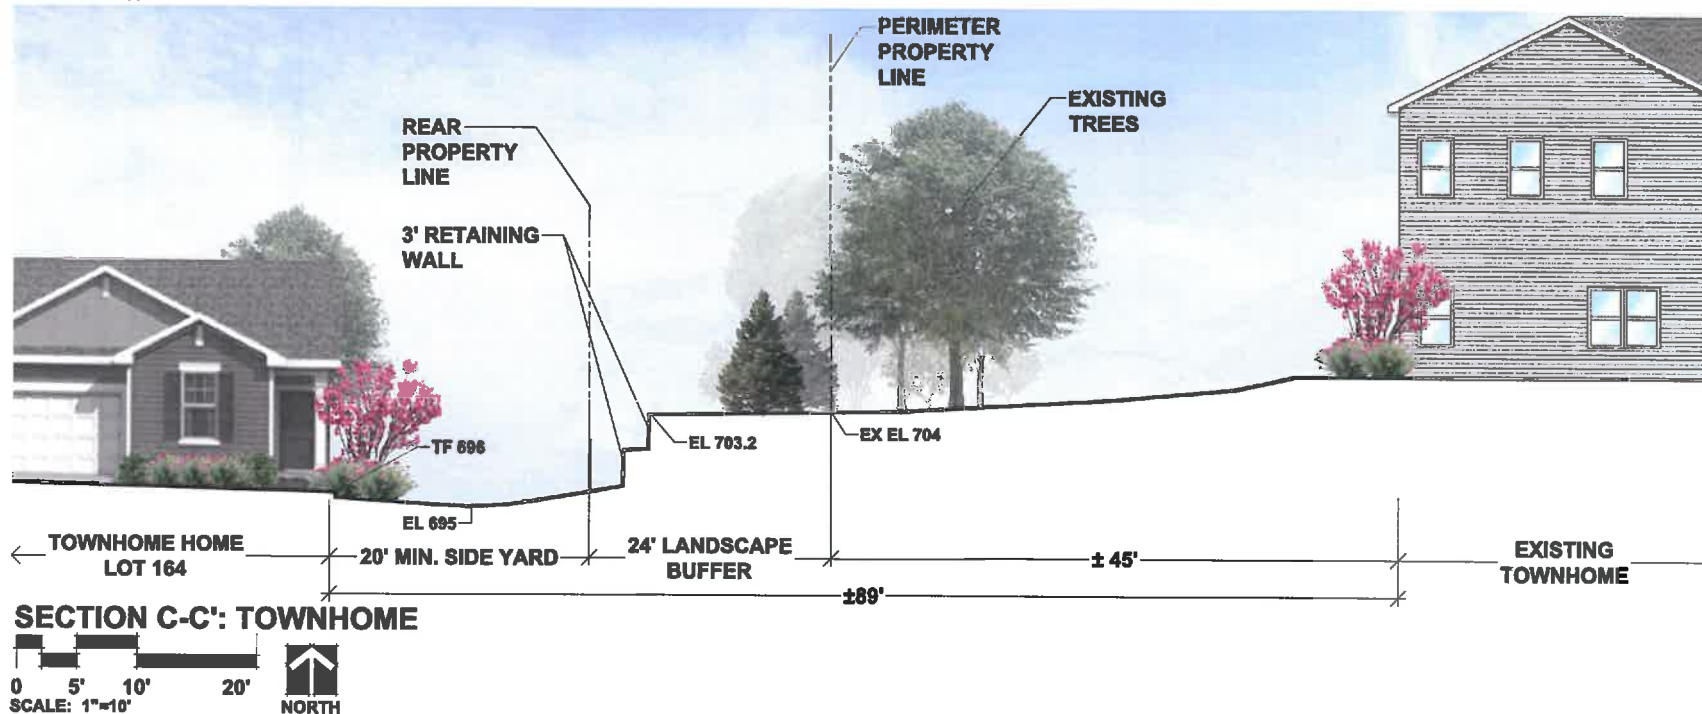 PERIMETER
PROPERTY
LINE
EXISTING
TREES
REAR
PROPERTY
LINE
3' RETAINING
WALL
TF 696
EL 703.2
EX EL 704
EL 695
TOWNHOME HOME
LOT 164
20' MIN. SIDE YARD
24' LANDSCAPE
BUFFER
± 45'
EXISTING
TOWNHOME
±89'
SECTION C-C': TOWNHOME
0 5' 10' 20'
SCALE: 1"=10'
NORTH